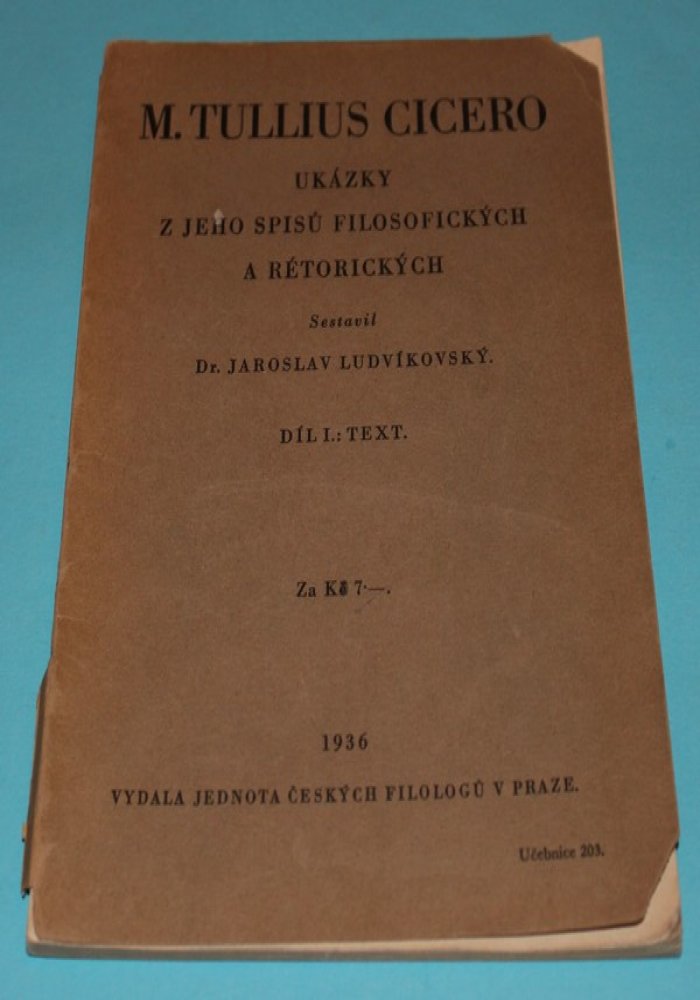 M. TULLIUS CICERO
UKÁZKY
Z JEHO SPISŮ FILOSOFICKÝCH
A RÉTORICKÝCH
Sestavil
Dr. JAROSLAV LUDVÍKOVSKÝ.
DÍL I.: TEXT.
Za Kč 7·—.
1936
VYDALA JEDNOTA ČESKÝCH FILOLOGŮ V PRAZE.
Učebnice 203.